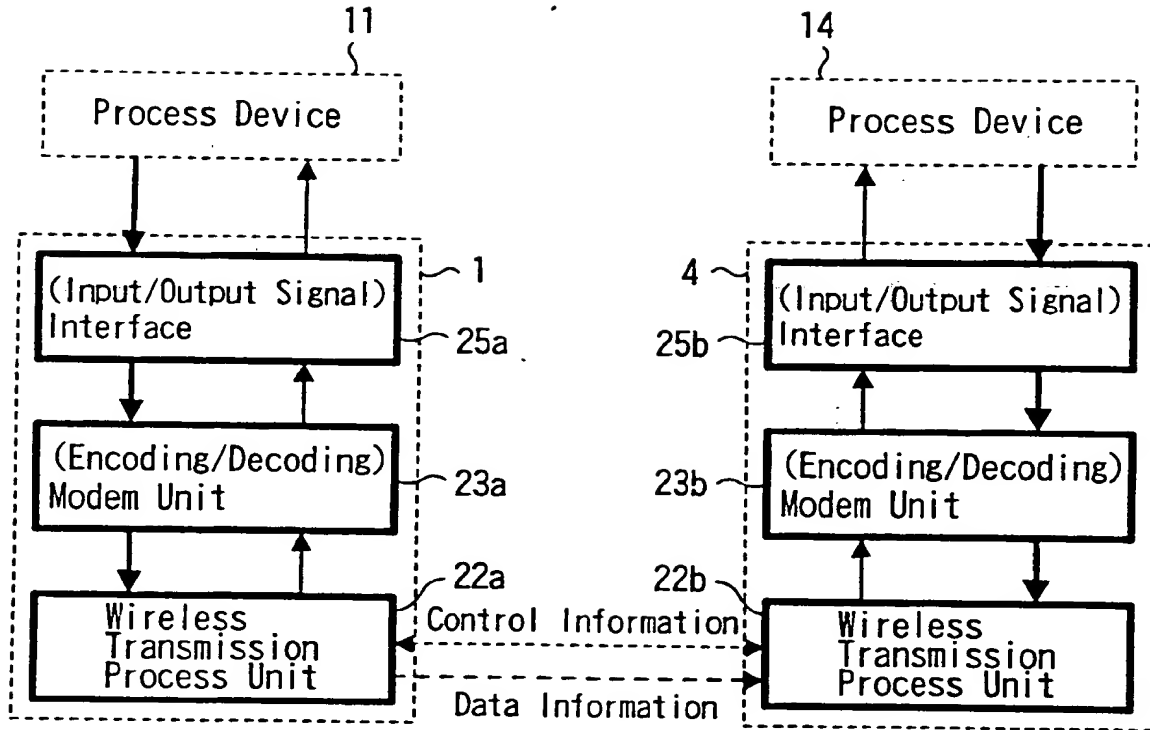 11
Process Device
1
(Input/Output Signal)
Interface
25a
(Encoding/Decoding)
Modem Unit
23a
22a
Wireless
Transmission
Process Unit
Control Information
Data Information
14
Process Device
4
(Input/Output Signal)
Interface
25b
(Encoding/Decoding)
Modem Unit
23b
22b
Wireless
Transmission
Process Unit